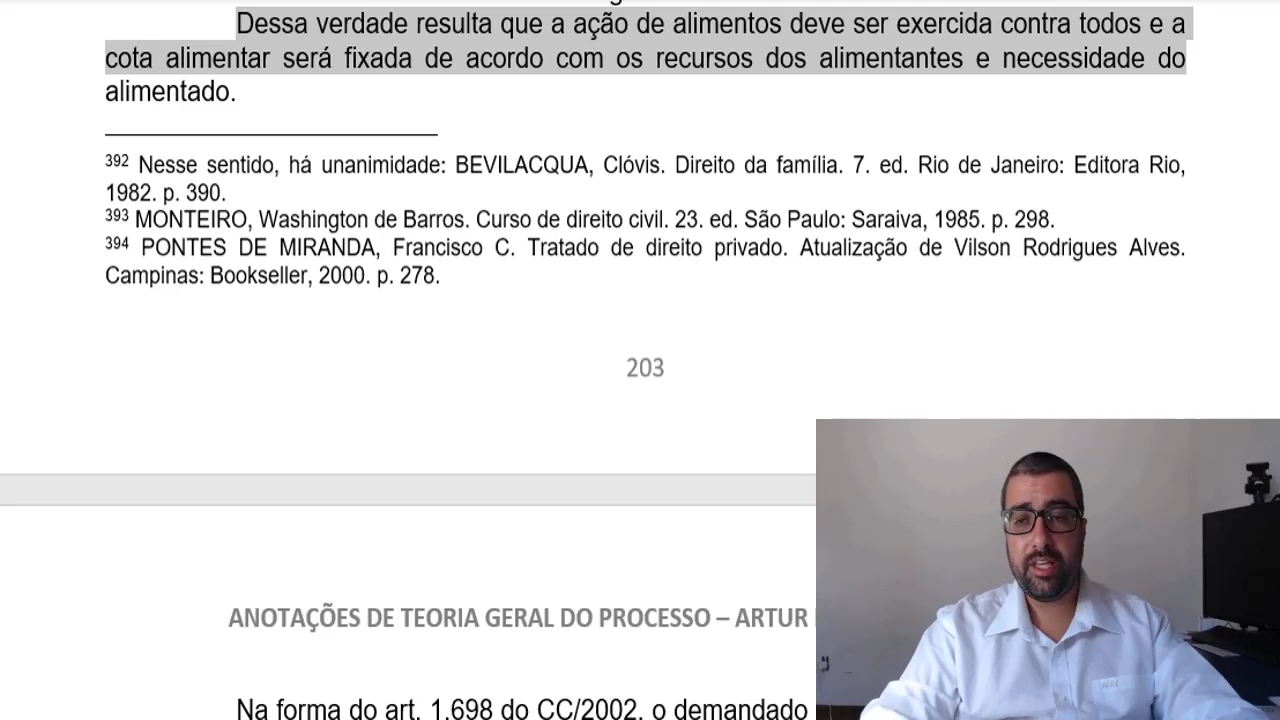 Dessa verdade resulta que a ação de alimentos deve ser exercida contra todos e a
cota alimentar será fixada de acordo com os recursos dos alimentantes e necessidade do
alimentado.
392 Nesse sentido, há unanimidade: BEVILACQUA, Clóvis. Direito da família. 7. ed. Rio de Janeiro: Editora Rio,
1982. p. 390.
393 MONTEIRO, Washington de Barros. Curso de direito civil. 23. ed. São Paulo: Saraiva, 1985. p. 298.
394 PONTES DE MIRANDA, Francisco C. Tratado de direito privado. Atualização de Vilson Rodrigues Alves.
Campinas: Bookseller, 2000. p. 278.
203
ANOTAÇÕES DE TEORIA GERAL DO PROCESSO – ARTUR
Na forma do art. 1.698 do CC/2002, o demandado